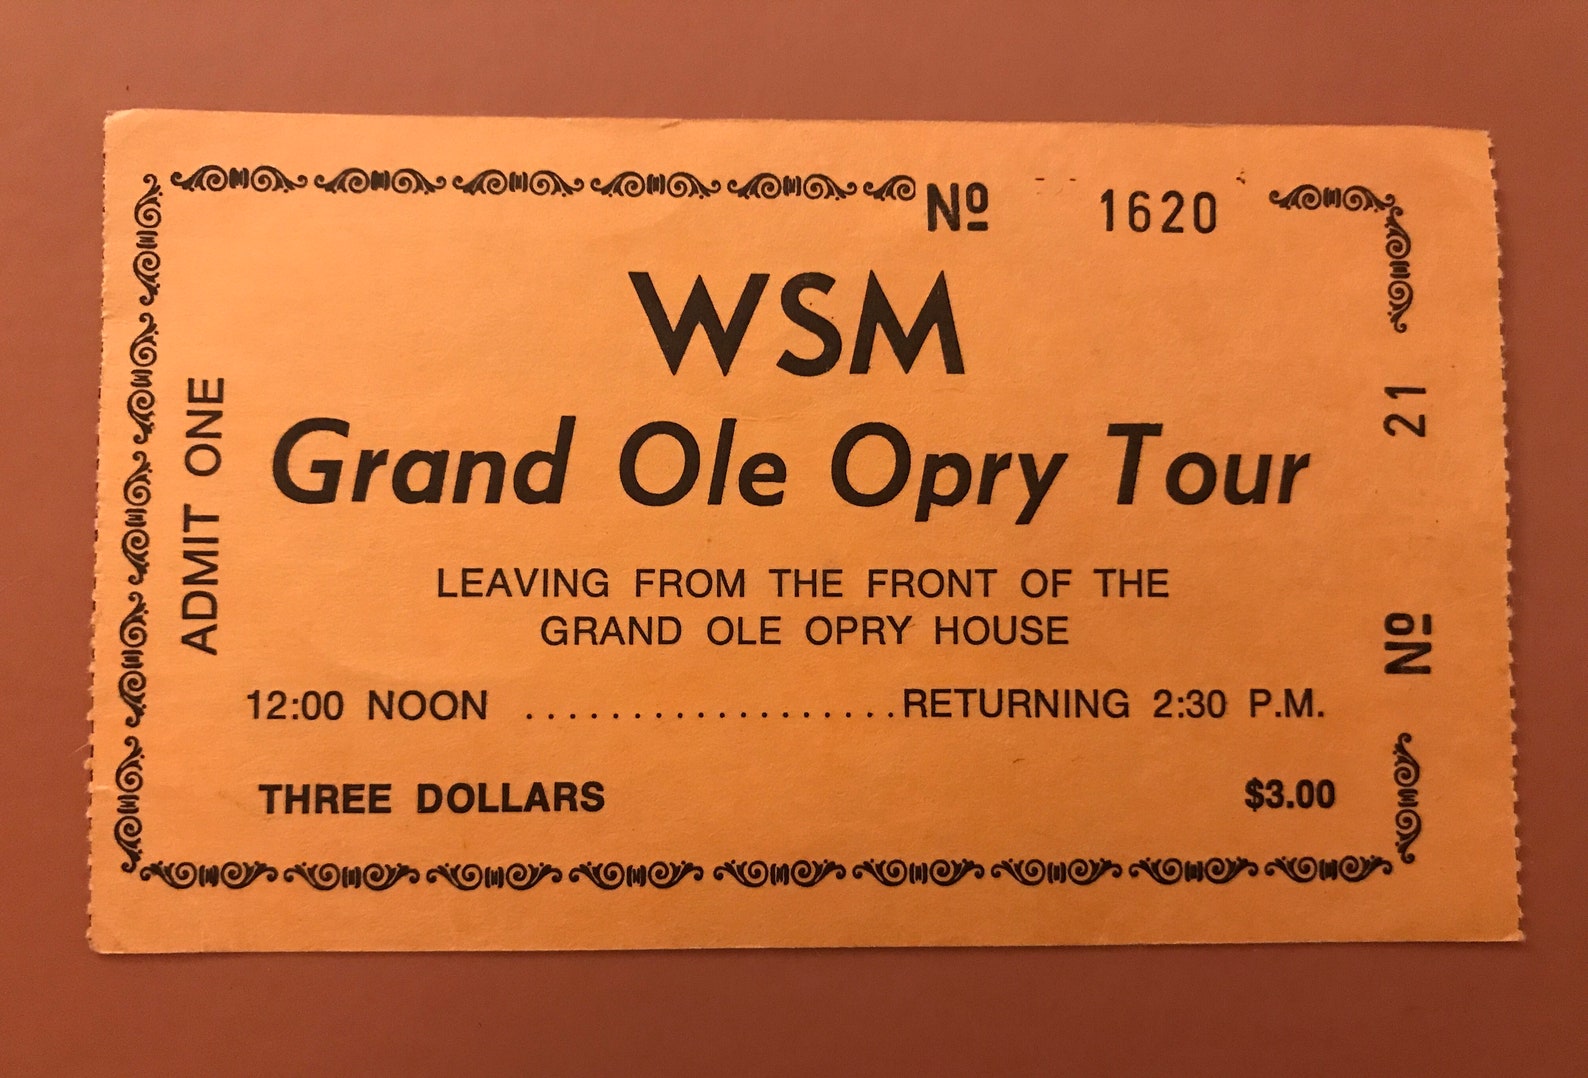 Nº 1620
WSM
Grand Ole Opry Tour
ADMIT ONE
LEAVING FROM THE FRONT OF THE
GRAND OLE OPRY HOUSE
12:00 NOON ...................RETURNING 2:30 P.M.
THREE DOLLARS $3.00
Nº 21